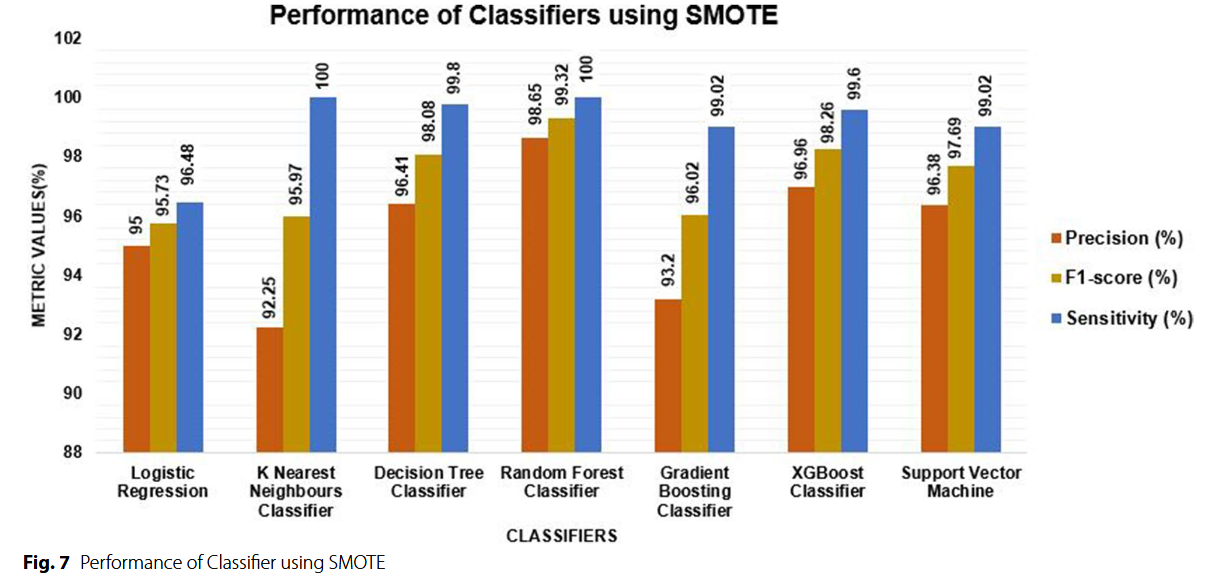 Performance of Classifiers using SMOTE
METRIC VALUES(%)
102
100
98
96
94
92
90
88
95
95.73
96.48
92.25
95.97
100
96.41
98.08
99.8
98.65
99.32
100
93.2
96.02
99.02
96.96
98.26
99.6
96.38
97.69
99.02
Logistic
Regression
K Nearest
Neighbours
Classifier
Decision Tree
Classifier
Random Forest
Classifier
Gradient
Boosting
Classifier
XGBoost
Classifier
Support Vector
Machine
CLASSIFIERS
Precision (%)
F1-score (%)
Sensitivity (%)
Fig. 7 Performance of Classifier using SMOTE